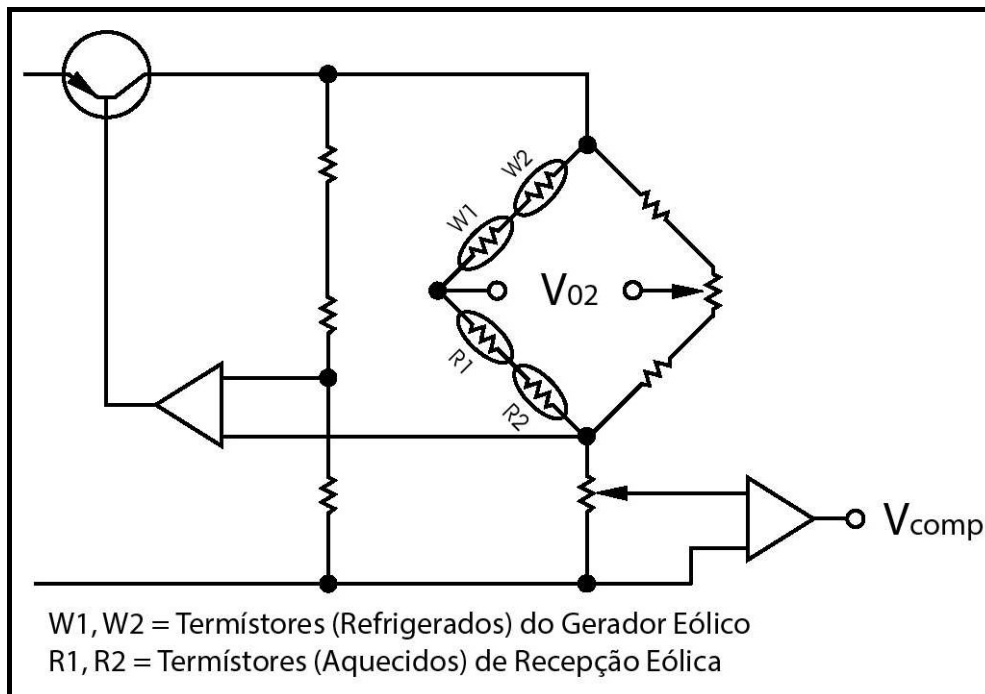 W2
W1
V02
R1
R2
Vcomp
W1, W2 = Termístores (Refrigerados) do Gerador Eólico
R1, R2 = Termístores (Aquecidos) de Recepção Eólica